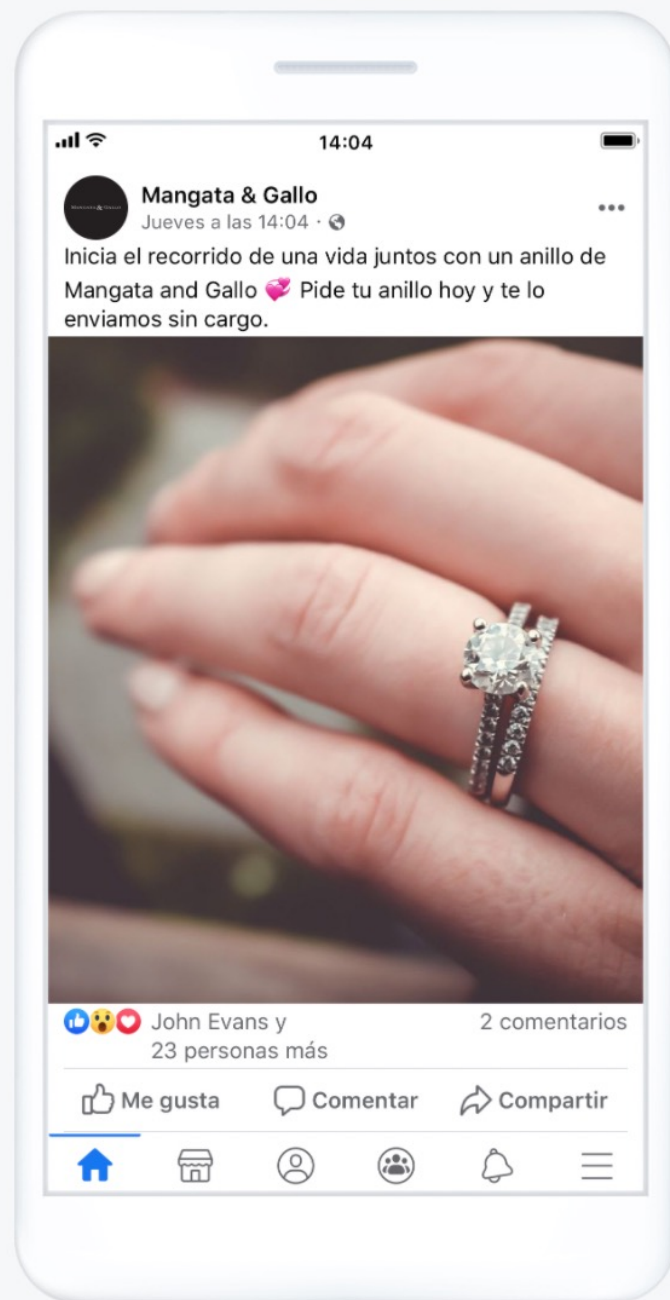 14:04
MANGATA & GALLO
Mangata & Gallo
Jueves a las 14:04 ·
Inicia el recorrido de una vida juntos con un anillo de
Mangata and Gallo 💞 Pide tu anillo hoy y te lo
enviamos sin cargo.
John Evans y
23 personas más
2 comentarios
Me gusta
Comentar
Compartir